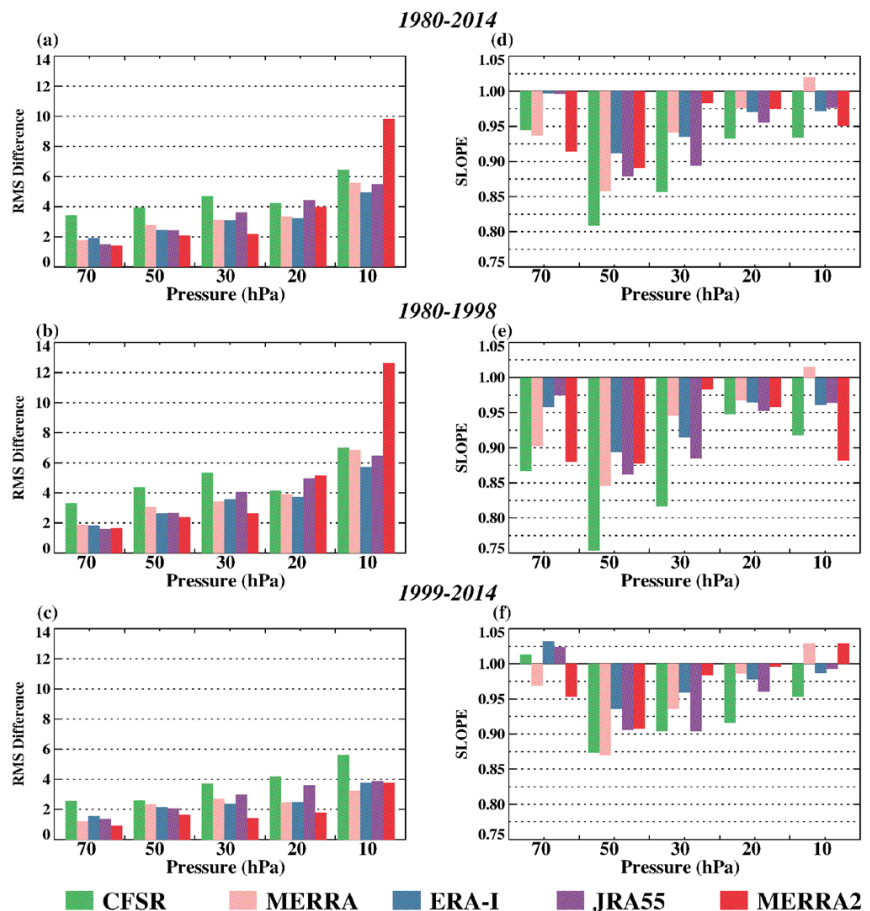 1980-2014
(a)
14
12
10
8
6
4
2
0
RMS Difference
70 50 30 20 10
Pressure (hPa)
(d)
1.05
1.00
0.95
0.90
0.85
0.80
0.75
SLOPE
70 50 30 20 10
Pressure (hPa)
1980-1998
(b)
14
12
10
8
6
4
2
0
RMS Difference
70 50 30 20 10
Pressure (hPa)
(e)
1.05
1.00
0.95
0.90
0.85
0.80
0.75
SLOPE
70 50 30 20 10
Pressure (hPa)
1999-2014
(c)
14
12
10
8
6
4
2
0
RMS Difference
70 50 30 20 10
Pressure (hPa)
(f)
1.05
1.00
0.95
0.90
0.85
0.80
0.75
SLOPE
70 50 30 20 10
Pressure (hPa)
CFSR MERRA ERA-I JRA55 MERRA2